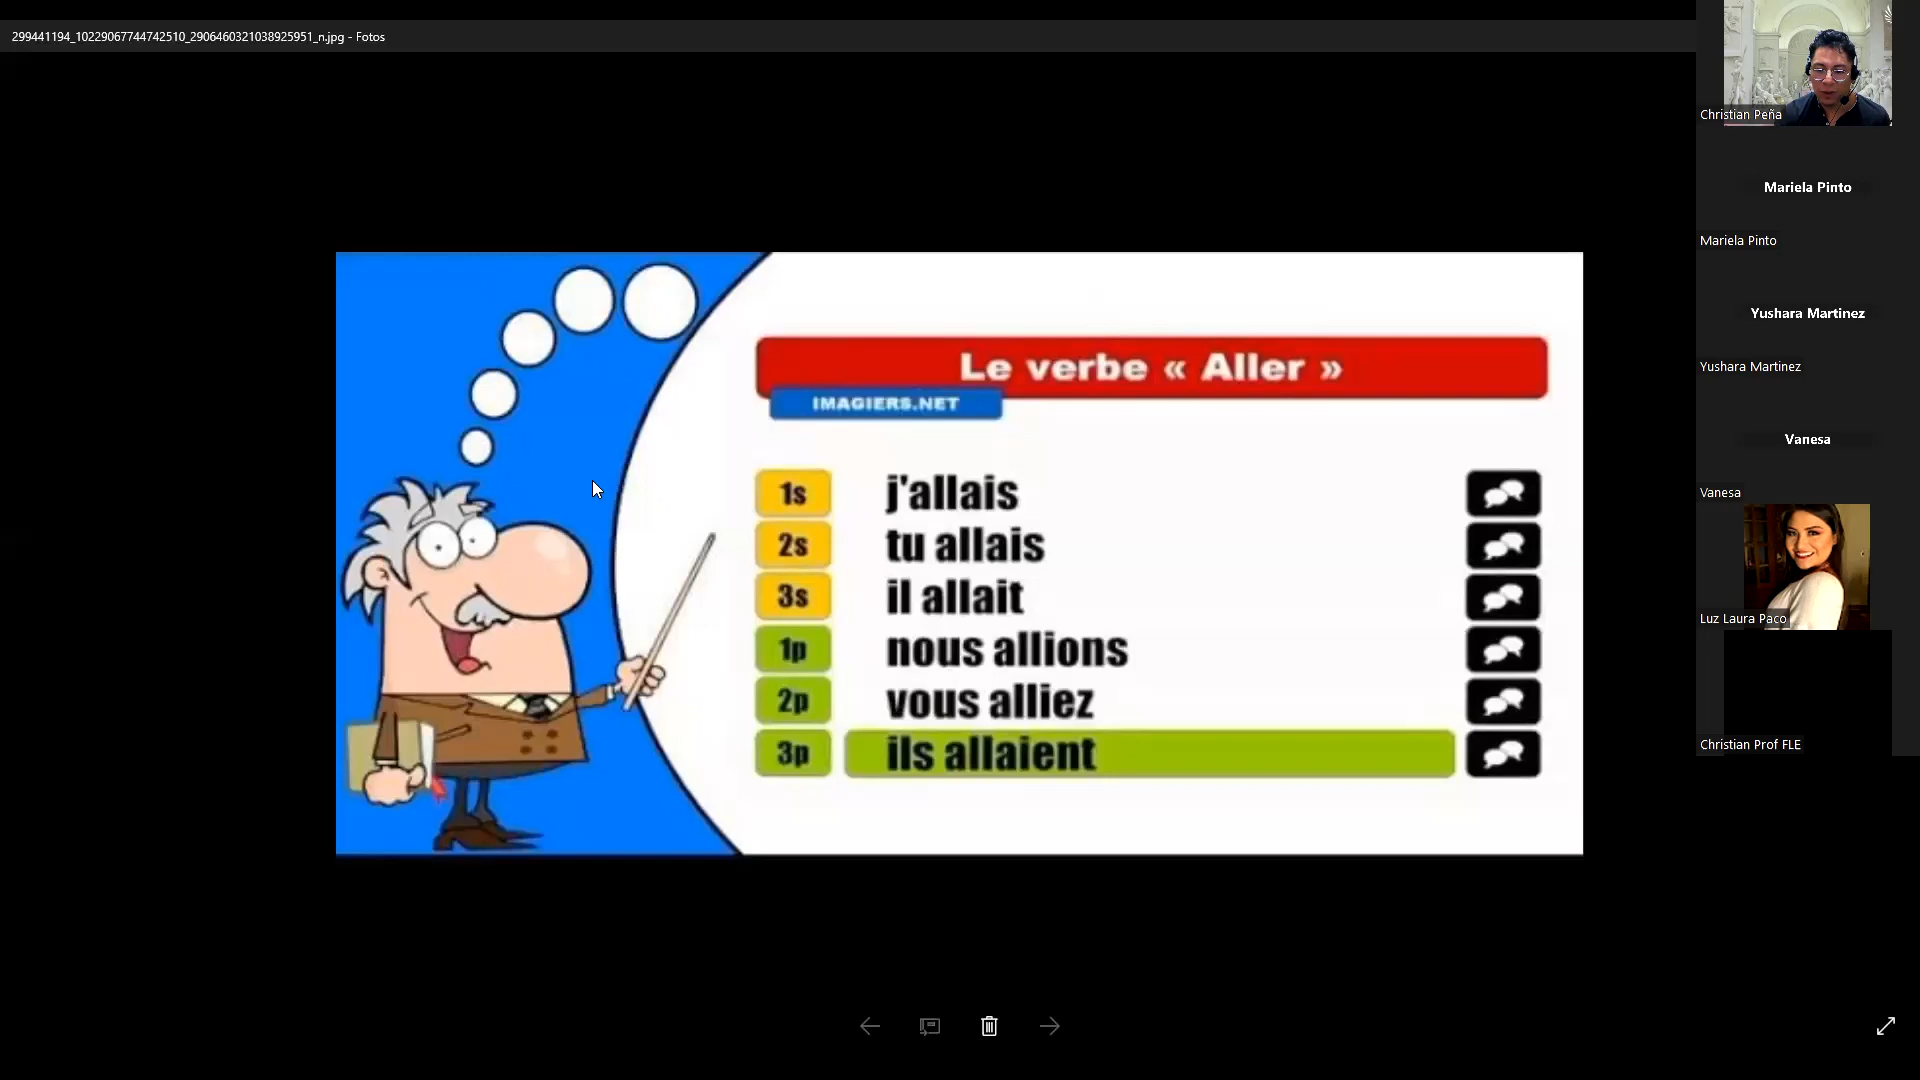 299441194_10229067744742510_2906460321038925951_n.jpg - Fotos
Le verbe « Aller »
IMAGIERS.NET
1s j'allais
2s tu allais
3s il allait
1p nous allions
2p vous alliez
3p ils allaient
Christian Peña
Mariela Pinto
Mariela Pinto
Yushara Martinez
Yushara Martinez
Vanesa
Vanesa
Luz Laura Paco
Christian Prof FLE